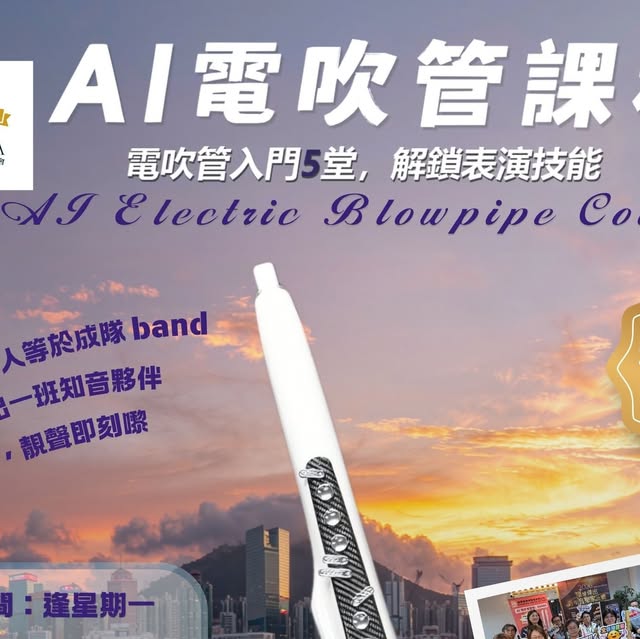 AI電吹管課
電吹管入門5堂，解鎖表演技能
AI Electric Blowpipe Co
人等於成隊 band
一班知音夥伴
，靚聲即刻嚟
間：逢星期一